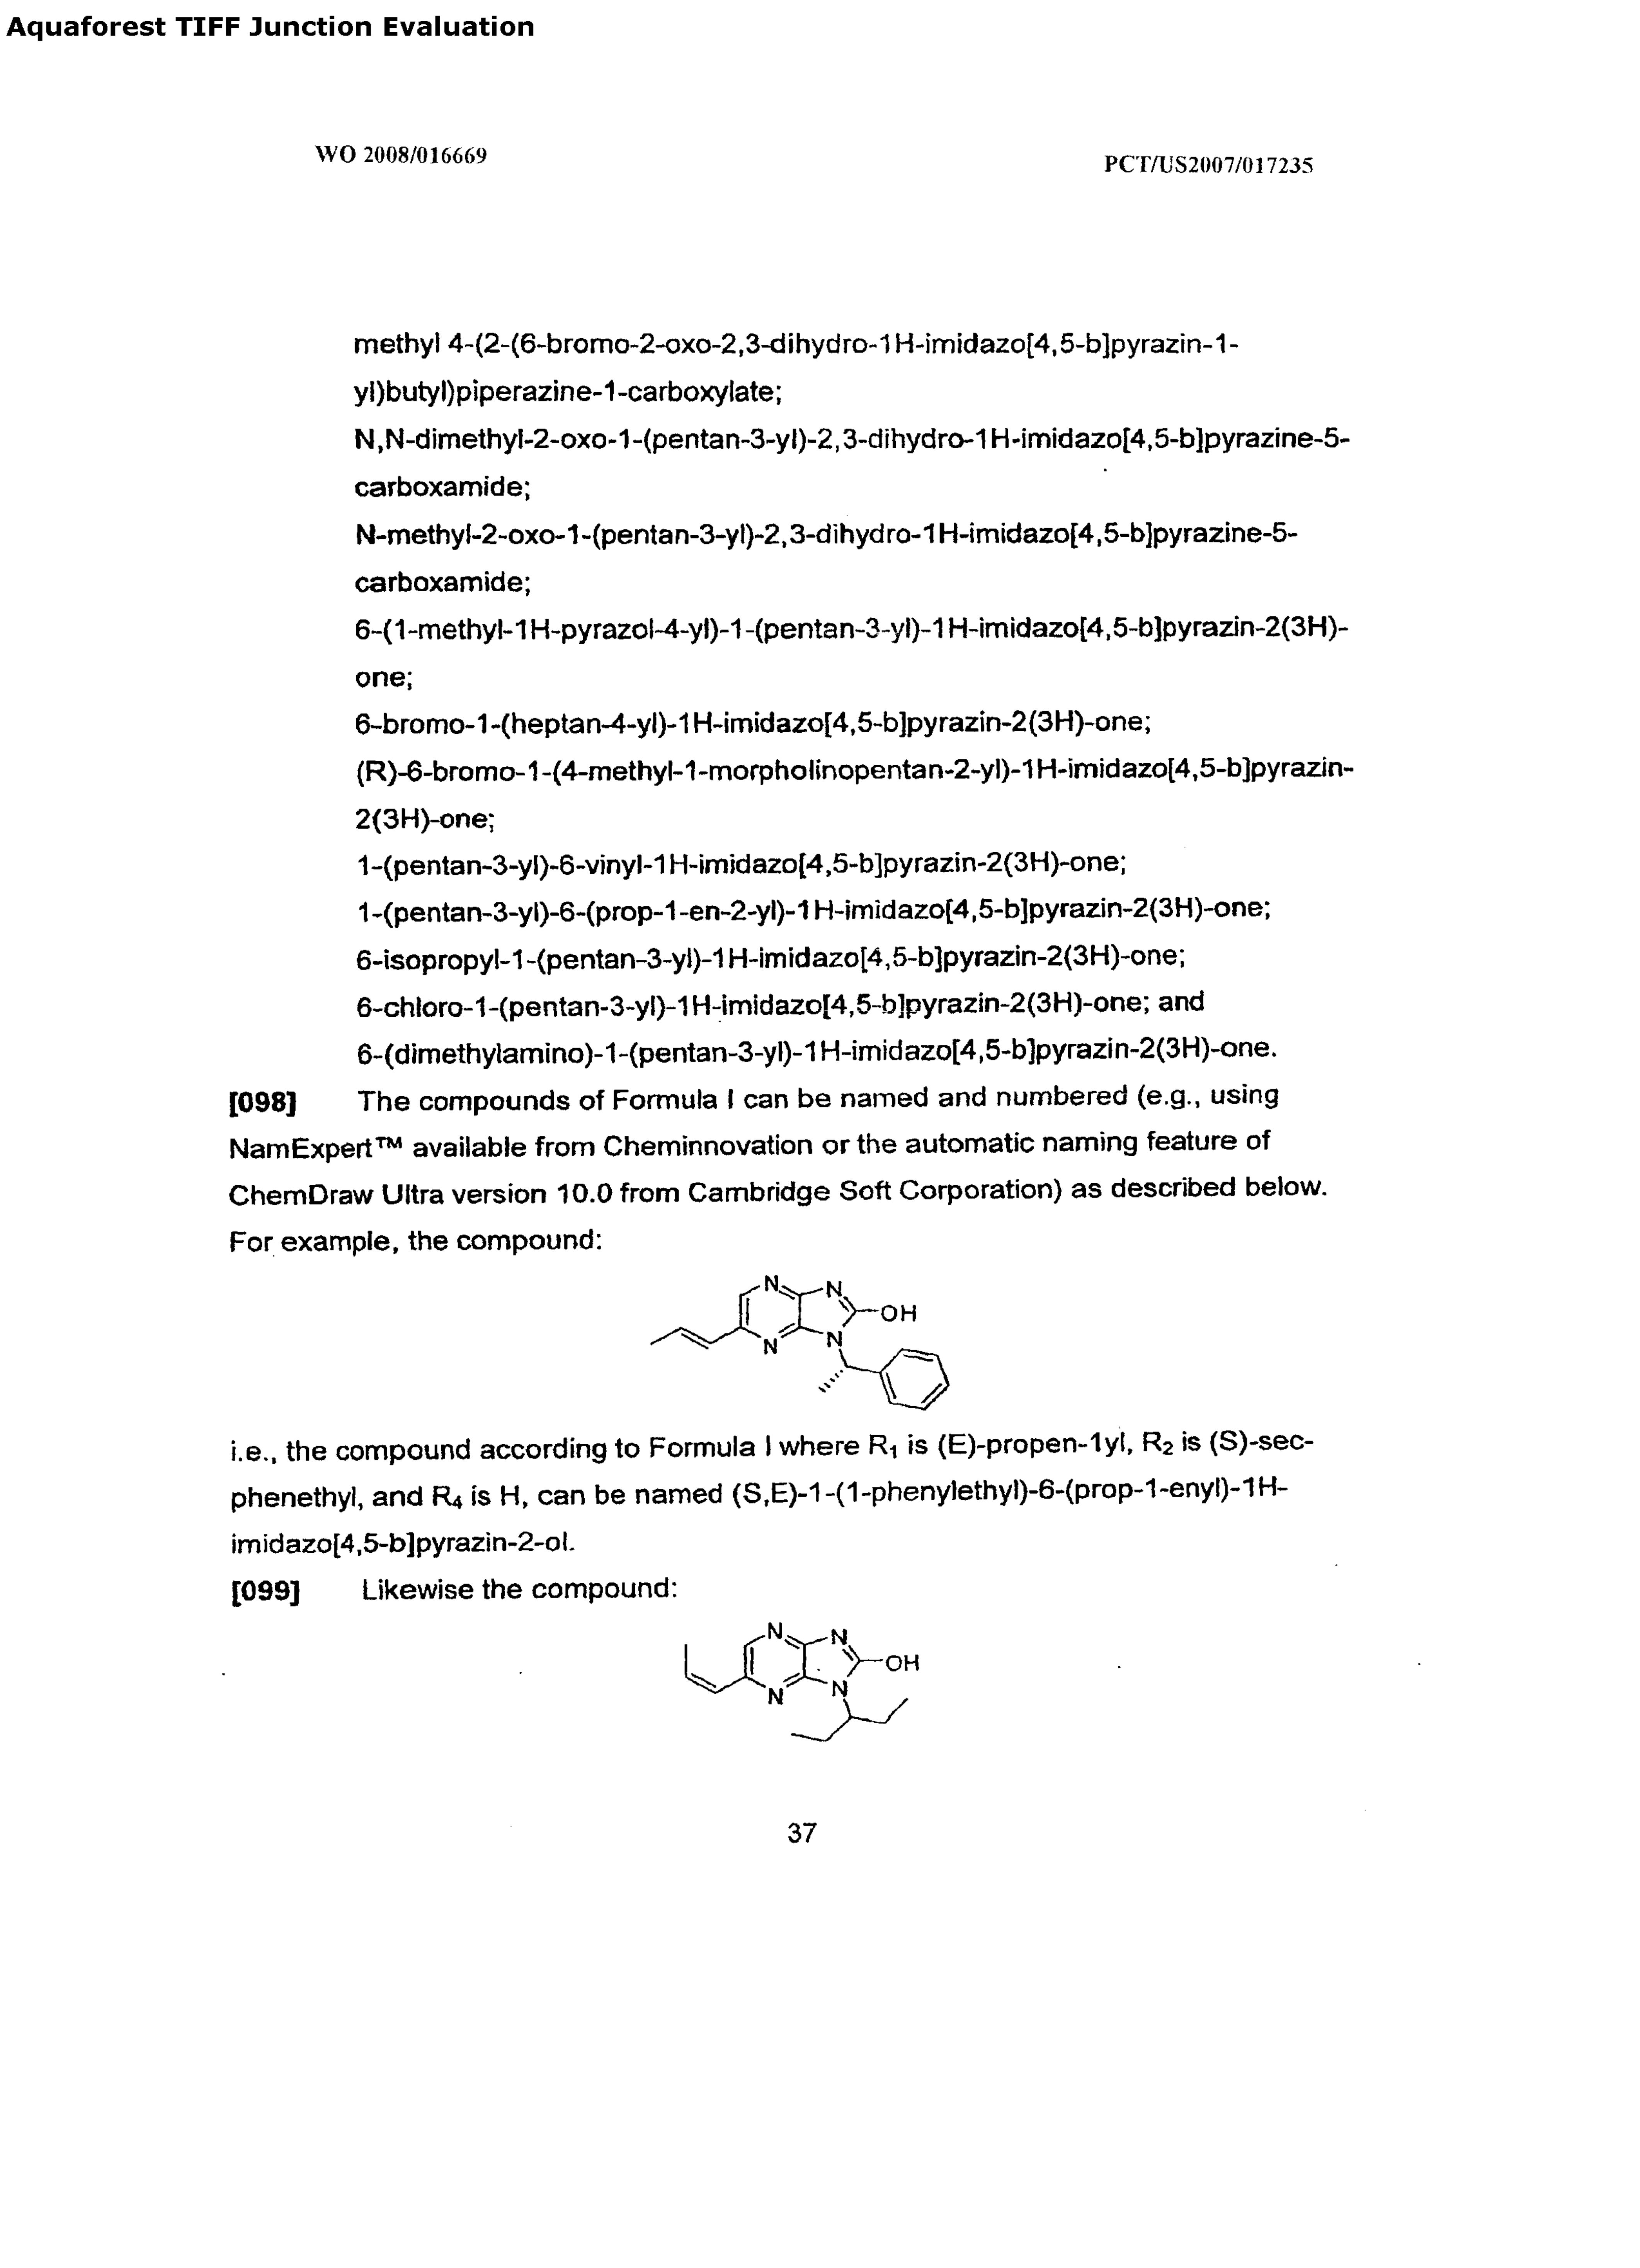 Aquaforest TIFF Junction Evaluation
WO 2008/016669
PCT/US2007/017235
methyl 4-(2-(6-bromo-2-oxo-2,3-dihydro-1H-imidazo[4,5-b]pyrazin-1-
yl)butyl)piperazine-1-carboxylate;
N,N-dimethyl-2-oxo-1-(pentan-3-yl)-2,3-dihydro-1H-imidazo[4,5-b]pyrazine-5-
carboxamide;
N-methyl-2-oxo-1-(pentan-3-yl)-2,3-dihydro-1H-imidazo[4,5-b]pyrazine-5-
carboxamide;
6-(1-methyl-1H-pyrazol-4-yl)-1-(pentan-3-yl)-1H-imidazo[4,5-b]pyrazin-2(3H)-
one;
6-bromo-1-(heptan-4-yl)-1H-imidazo[4,5-b]pyrazin-2(3H)-one;
(R)-6-bromo-1-(4-methyl-1-morpholinopentan-2-yl)-1H-imidazo[4,5-b]pyrazin-
2(3H)-one;
1-(pentan-3-yl)-6-vinyl-1H-imidazo[4,5-b]pyrazin-2(3H)-one;
1-(pentan-3-yl)-6-(prop-1-en-2-yl)-1H-imidazo[4,5-b]pyrazin-2(3H)-one;
6-isopropyl-1-(pentan-3-yl)-1H-imidazo[4,5-b]pyrazin-2(3H)-one;
6-chloro-1-(pentan-3-yl)-1H-imidazo[4,5-b]pyrazin-2(3H)-one; and
6-(dimethylamino)-1-(pentan-3-yl)-1H-imidazo[4,5-b]pyrazin-2(3H)-one.
[098] The compounds of Formula I can be named and numbered (e.g., using
NamExpert™ available from Cheminnovation or the automatic naming feature of
ChemDraw Ultra version 10.0 from Cambridge Soft Corporation) as described below.
For example, the compound:
N N
OH
N N
i.e., the compound according to Formula I where R₁ is (E)-propen-1yl, R₂ is (S)-sec-
phenethyl, and R₄ is H, can be named (S,E)-1-(1-phenylethyl)-6-(prop-1-enyl)-1H-
imidazo[4,5-b]pyrazin-2-ol.
[099] Likewise the compound:
N N
OH
N N
37